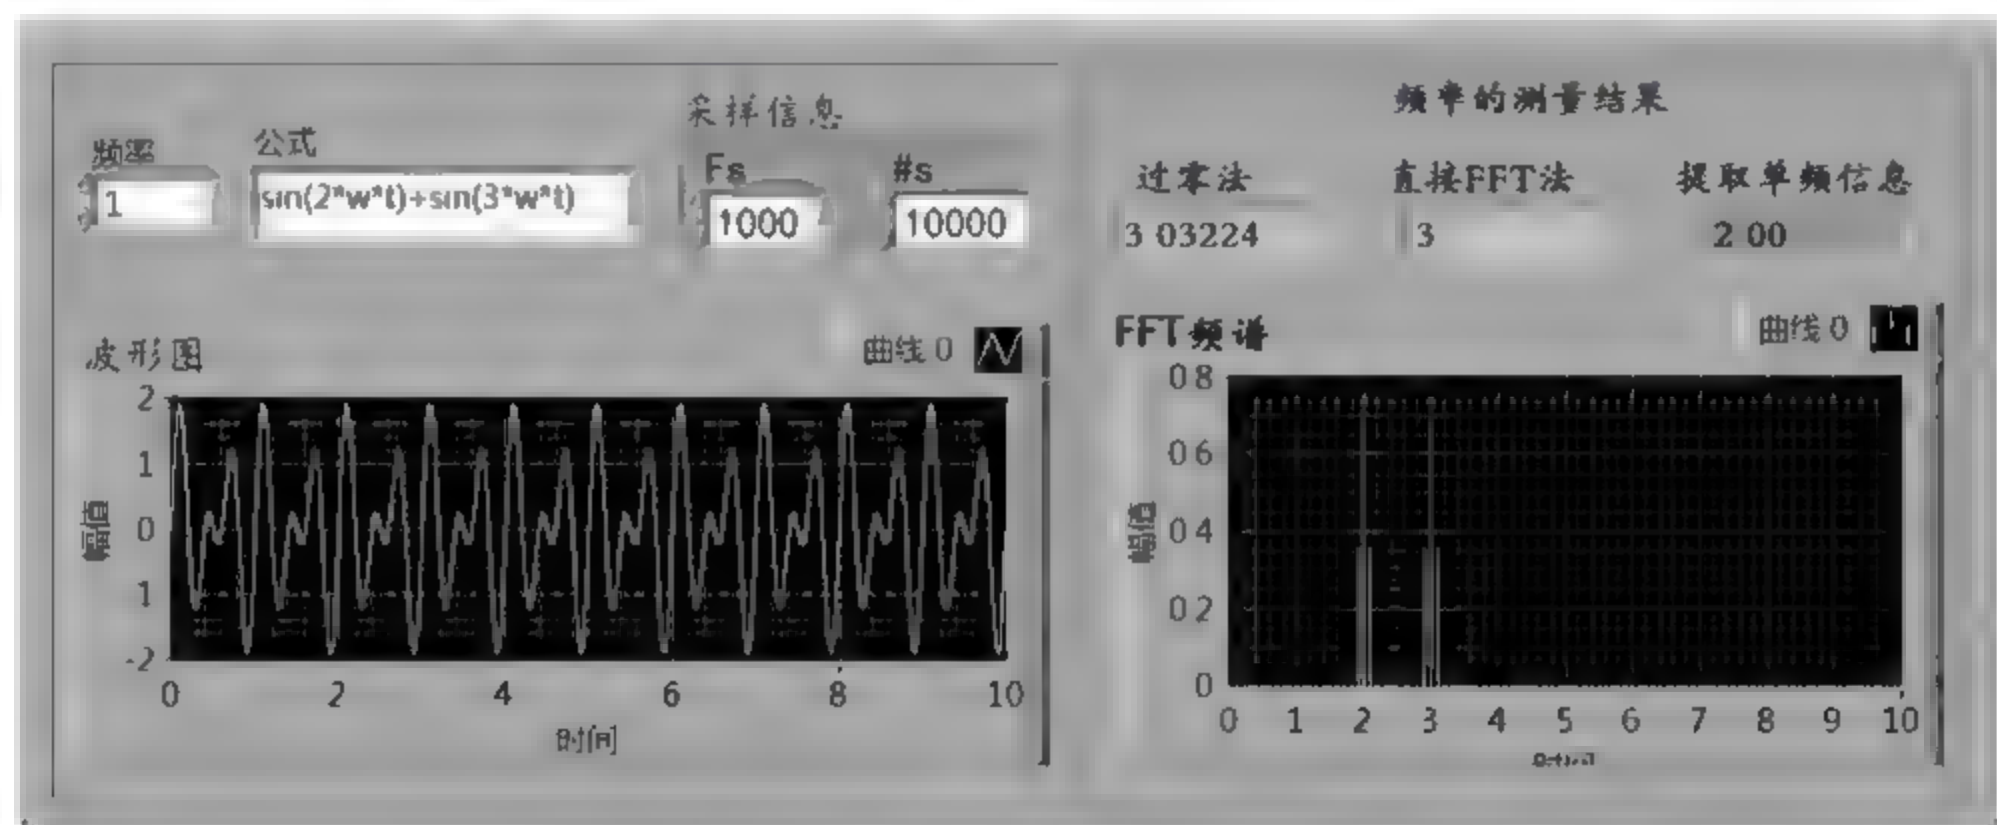 频率的测量结果
采样信息
频率
公式
Fs
#s
过零法
直接FFT法
提取单频信息
1
sin(2*w*t)+sin(3*w*t)
1000
10000
3 03224
3
2 00
波形图
曲线 0
FFT频谱
曲线 0
2
1
0
1
-2
幅值
0 2 4 6 8 10
时间
0 8
0 6
0 4
0 2
0
幅值
0 1 2 3 4 5 6 7 8 9 10